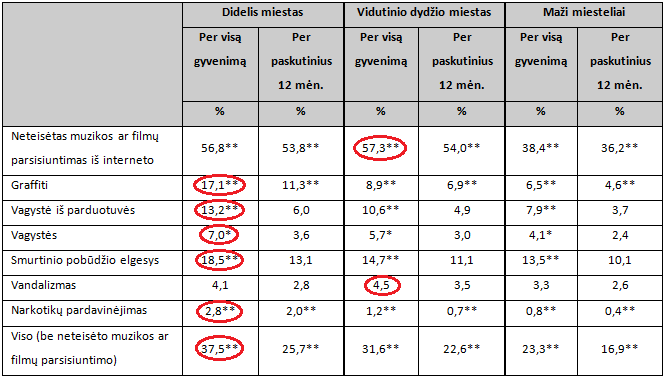 Didelis miestas Vidutinio dydžio miestas Maži miesteliai
Per visą gyvenimą Per paskutinius 12 mėn. Per visą gyvenimą Per paskutinius 12 mėn. Per visą gyvenimą Per paskutinius 12 mėn.
% % % % % %
Neteisėtas muzikos ar filmų
parsisiuntimas iš interneto 56,8** 53,8** 57,3** 54,0** 38,4** 36,2**
Graffiti 17,1** 11,3** 8,9** 6,9** 6,5** 4,6**
Vagystė iš parduotuvės 13,2** 6,0 10,6** 4,9 7,9** 3,7
Vagystės 7,0* 3,6 5,7* 3,0 4,1* 2,4
Smurtinio pobūdžio elgesys 18,5** 13,1 14,7** 11,1 13,5** 10,1
Vandalizmas 4,1 2,8 4,5 3,5 3,3 2,6
Narkotikų pardavinėjimas 2,8** 2,0** 1,2** 0,7** 0,8** 0,4**
Viso (be neteisėto muzikos ar
filmų parsisiuntimo) 37,5** 25,7** 31,6** 22,6** 23,3** 16,9**